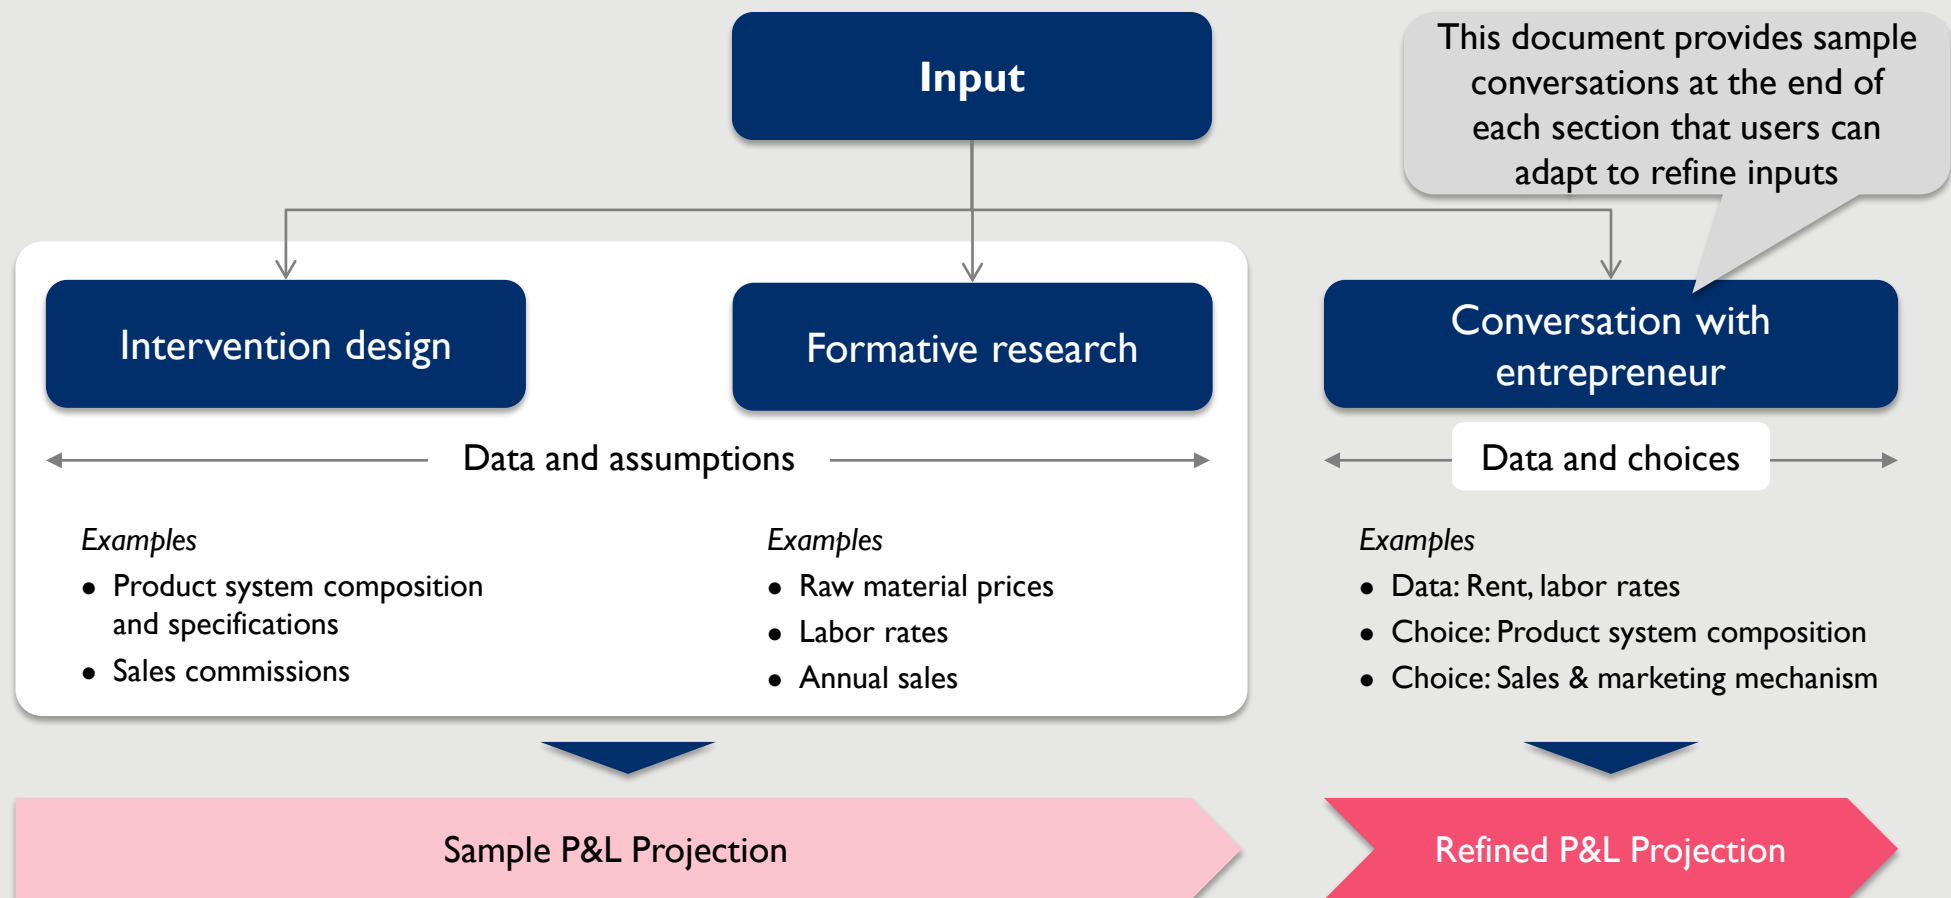 Input
This document provides sample
conversations at the end of
each section that users can
adapt to refine inputs
Intervention design
Formative research
Conversation with
entrepreneur
Data and assumptions
Data and choices
Examples
• Product system composition
and specifications
• Sales commissions
Examples
• Raw material prices
• Labor rates
• Annual sales
Examples
• Data: Rent, labor rates
• Choice: Product system composition
• Choice: Sales & marketing mechanism
Sample P&L Projection
Refined P&L Projection